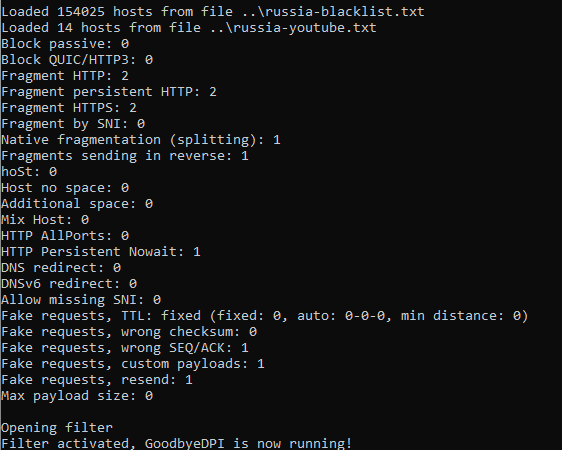 Loaded 154025 hosts from file ..\russia-blacklist.txt
Loaded 14 hosts from file ..\russia-youtube.txt
Block passive: 0
Block QUIC/HTTP3: 0
Fragment HTTP: 2
Fragment persistent HTTP: 2
Fragment HTTPS: 2
Fragment by SNI: 0
Native fragmentation (splitting): 1
Fragments sending in reverse: 1
hoSt: 0
Host no space: 0
Additional space: 0
Mix Host: 0
HTTP AllPorts: 0
HTTP Persistent Nowait: 1
DNS redirect: 0
DNSv6 redirect: 0
Allow missing SNI: 0
Fake requests, TTL: fixed (fixed: 0, auto: 0-0-0, min distance: 0)
Fake requests, wrong checksum: 0
Fake requests, wrong SEQ/ACK: 1
Fake requests, custom payloads: 1
Fake requests, resend: 1
Max payload size: 0
Opening filter
Filter activated, GoodbyeDPI is now running!